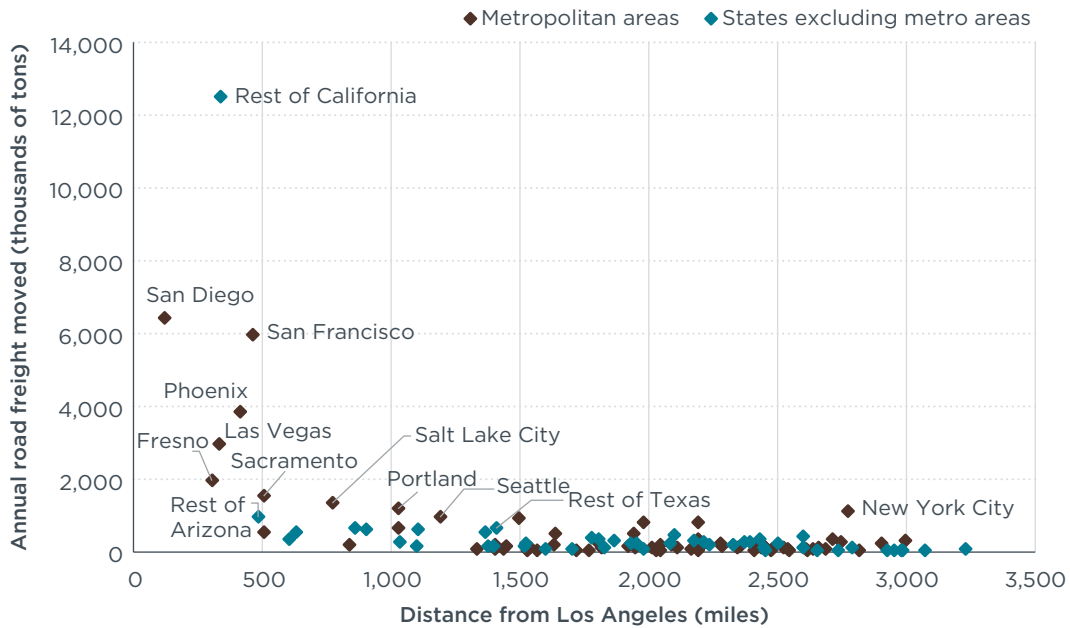 Metropolitan areas
States excluding metro areas
Annual road freight moved (thousands of tons)
14,000
12,000
10,000
8,000
6,000
4,000
2,000
0
Rest of California
San Diego
San Francisco
Phoenix
Las Vegas
Fresno
Sacramento
Salt Lake City
Portland
Seattle
Rest of
Arizona
Rest of Texas
New York City
0
500
1,000
1,500
2,000
2,500
3,000
3,500
Distance from Los Angeles (miles)